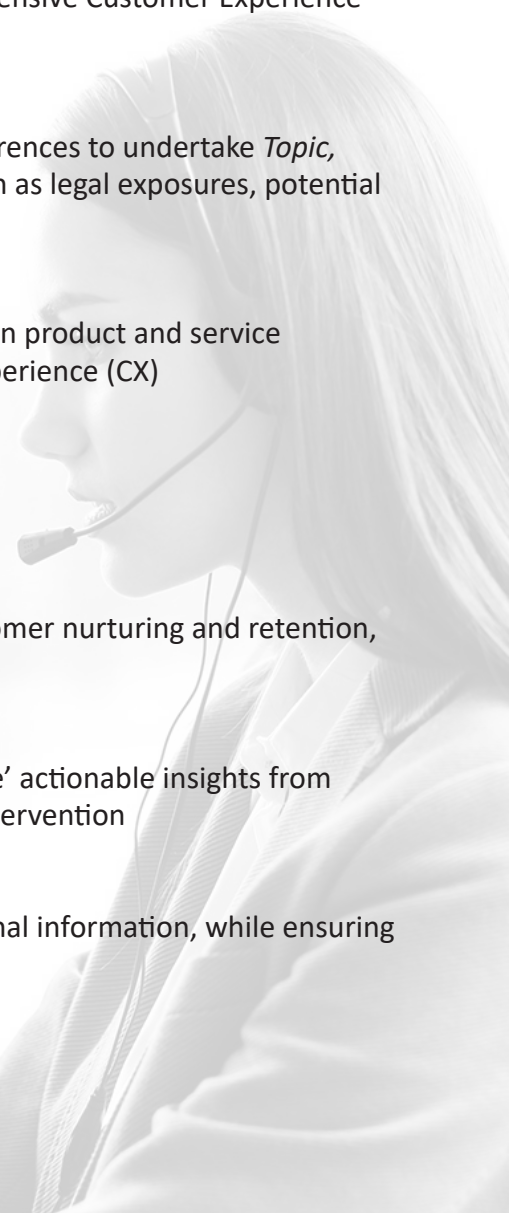 ensive Customer Experience
rences to undertake Topic,
n as legal exposures, potential
n product and service
perience (CX)
omer nurturing and retention,
e’ actionable insights from
tervention
nal information, while ensuring